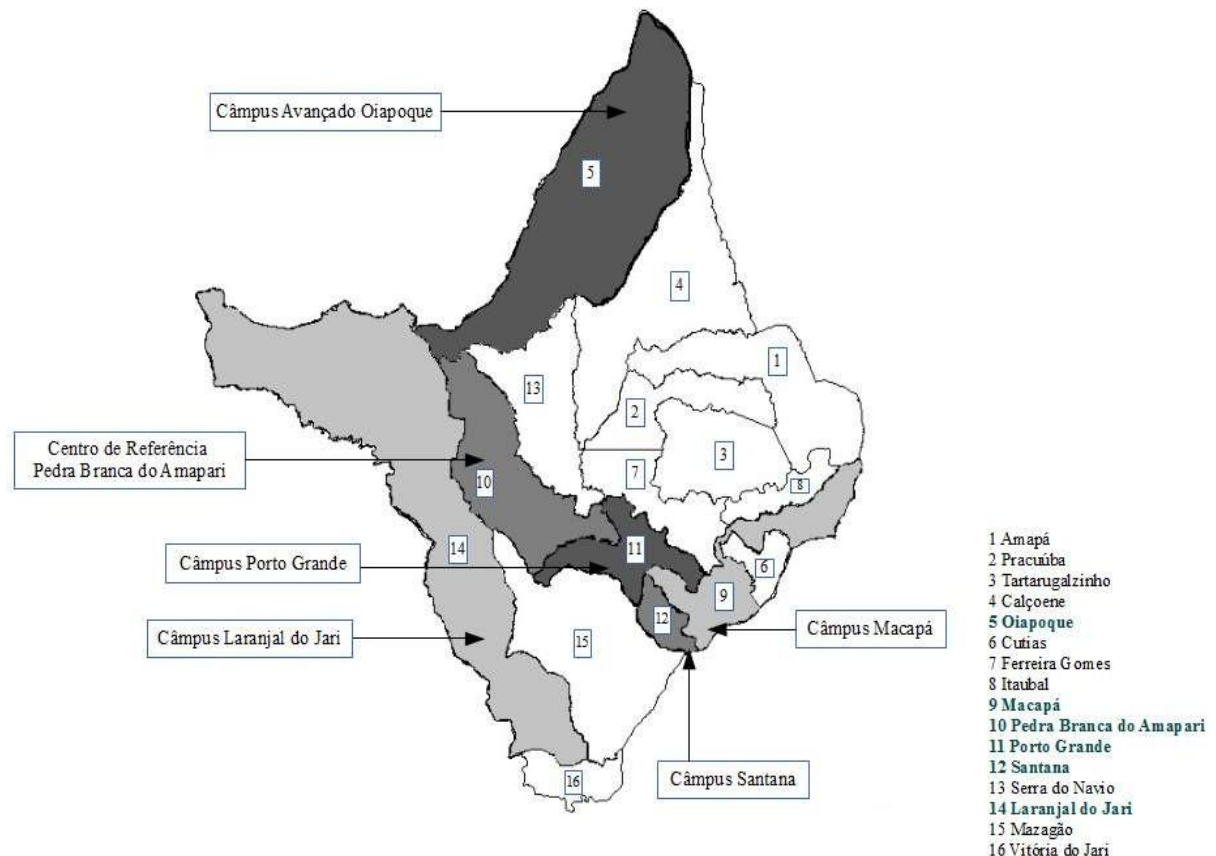 Câmpus Avançado Oiapoque
5
4
1
13
2
Centro de Referência
Pedra Branca do Amapari
3
7
10
8
14
11
Câmpus Porto Grande
6
9
12
Câmpus Laranjal do Jari
15
Câmpus Macapá
16
Câmpus Santana
1 Amapá
2 Pracuúba
3 Tartarugalzinho
4 Calçoene
5 Oiapoque
6 Cutias
7 Ferreira Gomes
8 Itaubal
9 Macapá
10 Pedra Branca do Amapari
11 Porto Grande
12 Santana
13 Serra do Navio
14 Laranjal do Jari
15 Mazagão
16 Vitória do Jari